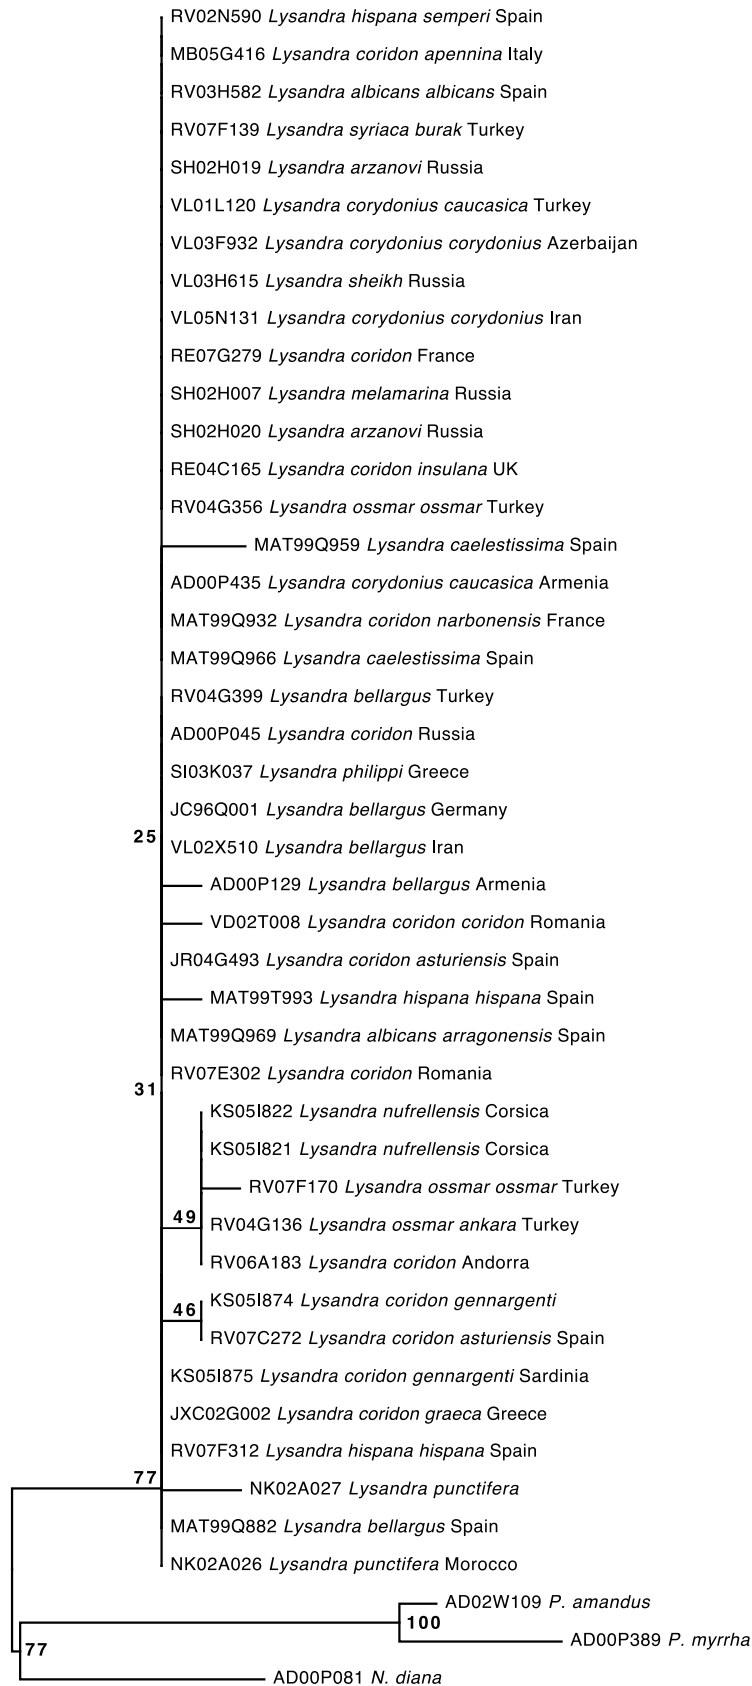 RV02N590 Lysandra hispana semperi Spain
MB05G416 Lysandra coridon apennina Italy
RV03H582 Lysandra albicans albicans Spain
RV07F139 Lysandra syriaca burak Turkey
SH02H019 Lysandra arzanovi Russia
VL01L120 Lysandra corydonius caucasica Turkey
VL03F932 Lysandra corydonius corydonius Azerbaijan
VL03H615 Lysandra sheikh Russia
VL05N131 Lysandra corydonius corydonius Iran
RE07G279 Lysandra coridon France
SH02H007 Lysandra melamarina Russia
SH02H020 Lysandra arzanovi Russia
RE04C165 Lysandra coridon insulana UK
RV04G356 Lysandra ossmar ossmar Turkey
MAT99Q959 Lysandra caelestissima Spain
AD00P435 Lysandra corydonius caucasica Armenia
MAT99Q932 Lysandra coridon narbonensis France
MAT99Q966 Lysandra caelestissima Spain
RV04G399 Lysandra bellargus Turkey
AD00P045 Lysandra coridon Russia
SI03K037 Lysandra philippi Greece
JC96Q001 Lysandra bellargus Germany
25
VL02X510 Lysandra bellargus Iran
AD00P129 Lysandra bellargus Armenia
VD02T008 Lysandra coridon coridon Romania
JR04G493 Lysandra coridon asturiensis Spain
MAT99T993 Lysandra hispana hispana Spain
MAT99Q969 Lysandra albicans arragonensis Spain
RV07E302 Lysandra coridon Romania
31
KS05I822 Lysandra nufrellensis Corsica
KS05I821 Lysandra nufrellensis Corsica
RV07F170 Lysandra ossmar ossmar Turkey
49
RV04G136 Lysandra ossmar ankara Turkey
RV06A183 Lysandra coridon Andorra
KS05I874 Lysandra coridon gennargenti
46
RV07C272 Lysandra coridon asturiensis Spain
KS05I875 Lysandra coridon gennargenti Sardinia
JXC02G002 Lysandra coridon graeca Greece
RV07F312 Lysandra hispana hispana Spain
77
NK02A027 Lysandra punctifera
MAT99Q882 Lysandra bellargus Spain
NK02A026 Lysandra punctifera Morocco
AD02W109 P. amandus
100
AD00P389 P. myrrha
77
AD00P081 N. diana